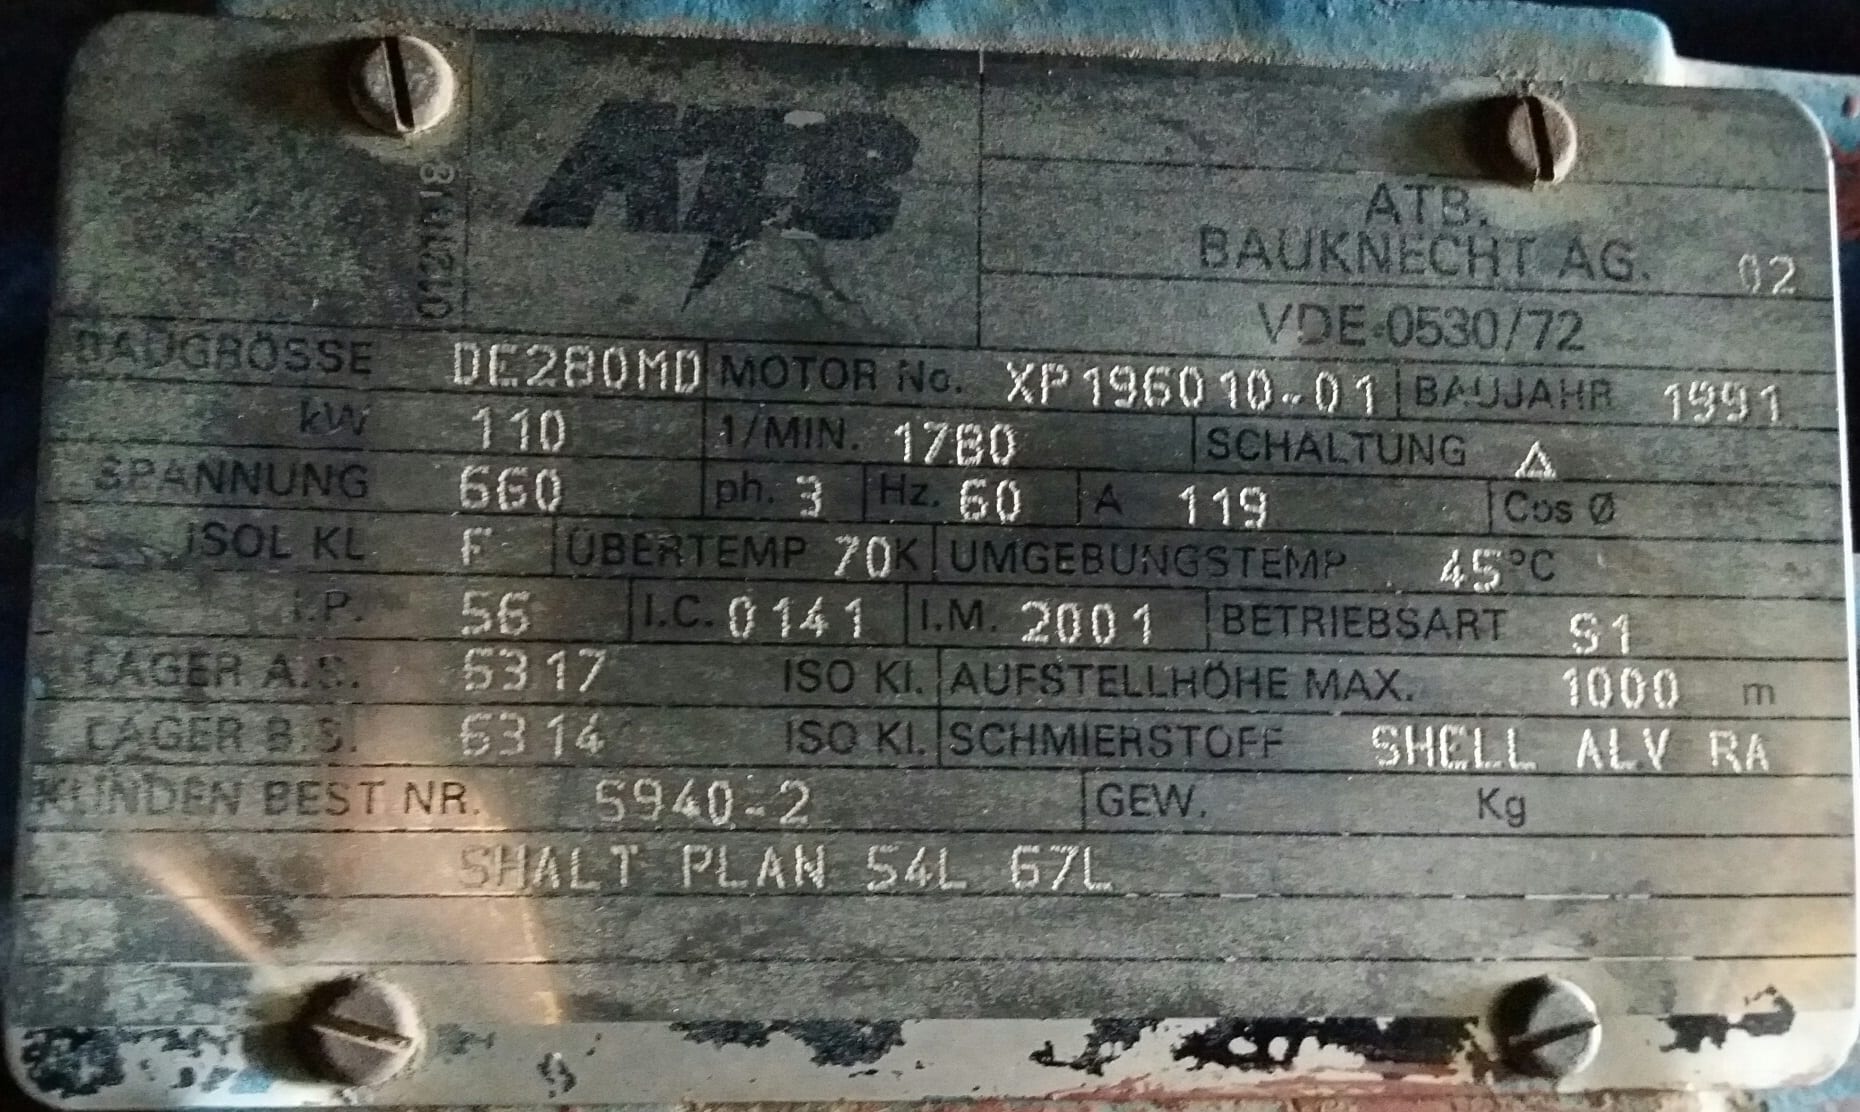 ATB
01210 18
ATB.
BAUKNECHT AG. 02
VDE 0530/72
BAUGRÖSSE DE280MD MOTOR No. XP196010-01 BAUJAHR 1991
kW 110 1/MIN. 1780 SCHALTUNG Δ
SPANNUNG 660 ph. 3 Hz. 60 A 119 Cos Ø
ISOL KL F ÜBERTEMP 70K UMGEBUNGSTEMP 45°C
I.P. 56 I.C. 0141 I.M. 2001 BETRIEBSART S1
LAGER A.S. 6317 ISO Kl. AUFSTELLHÖHE MAX. 1000 m
LAGER B.S. 6314 ISO Kl. SCHMIERSTOFF SHELL ALV RA
KUNDEN BEST NR. S940-2 GEW. Kg
SHALT PLAN 54L 67L